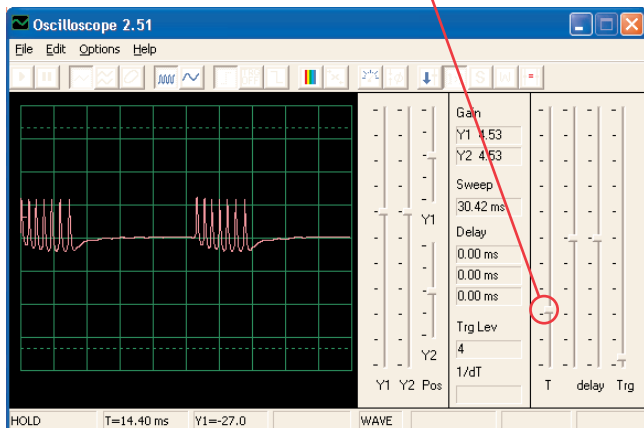 Oscilloscope 2.51
File Edit Options Help
Gain
Y1 4.53
Y2 4.53
Sweep
30.42 ms
Delay
0.00 ms
0.00 ms
0.00 ms
Trg Lev
4
1/dT
Y1
Y2
Y1 Y2 Pos
T delay Trg
HOLD T=14.40 ms Y1=-27.0 WAVE